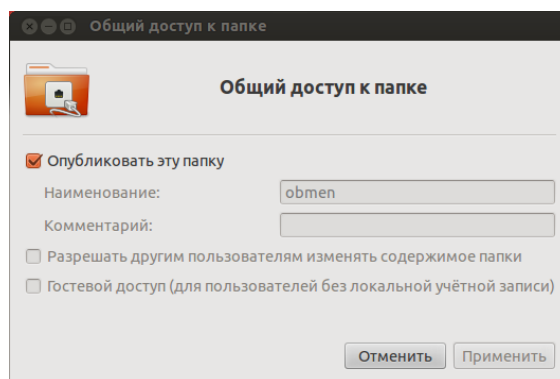 Общий доступ к папке
Общий доступ к папке
Опубликовать эту папку
Наименование: obmen
Комментарий:
Разрешать другим пользователям изменять содержимое папки
Гостевой доступ (для пользователей без локальной учётной записи)
Отменить Применить